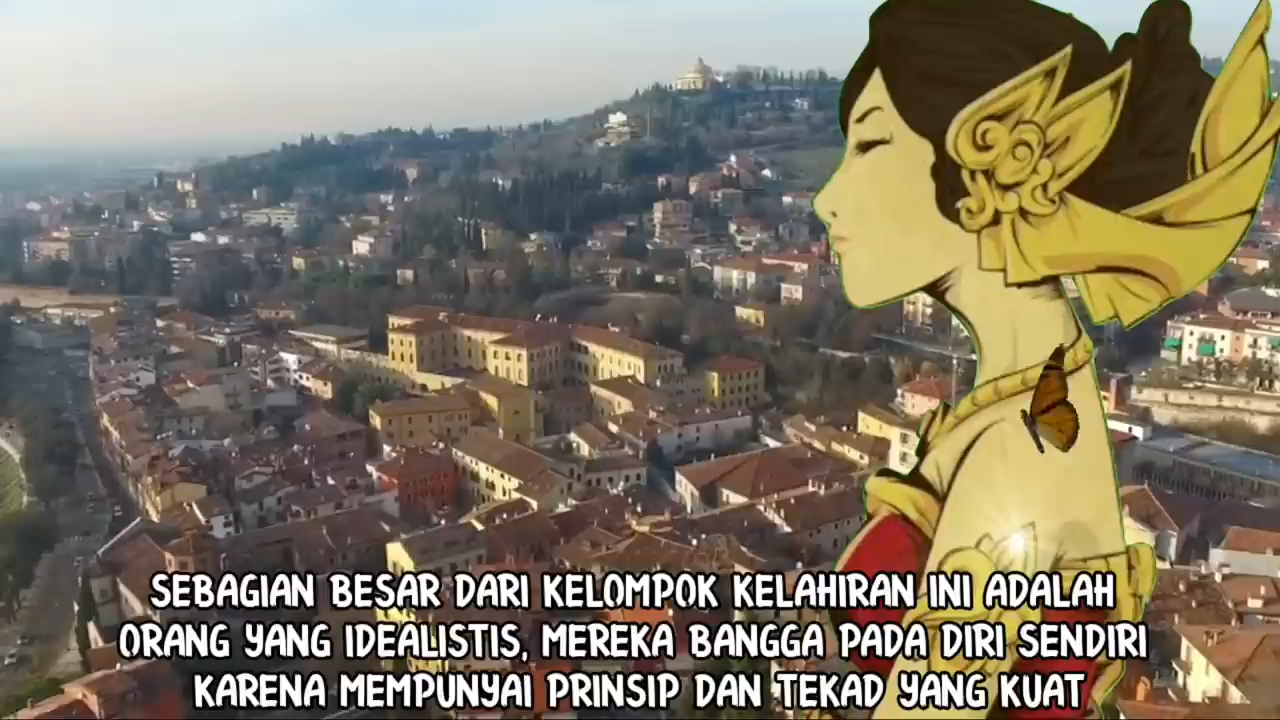 SEBAGIAN BESAR DARI KELOMPOK KELAHIRAN INI ADALAH
ORANG YANG IDEALISTIS, MEREKA BANGGA PADA DIRI SENDIRI
KARENA MEMPUNYAI PRINSIP DAN TEKAD YANG KUAT